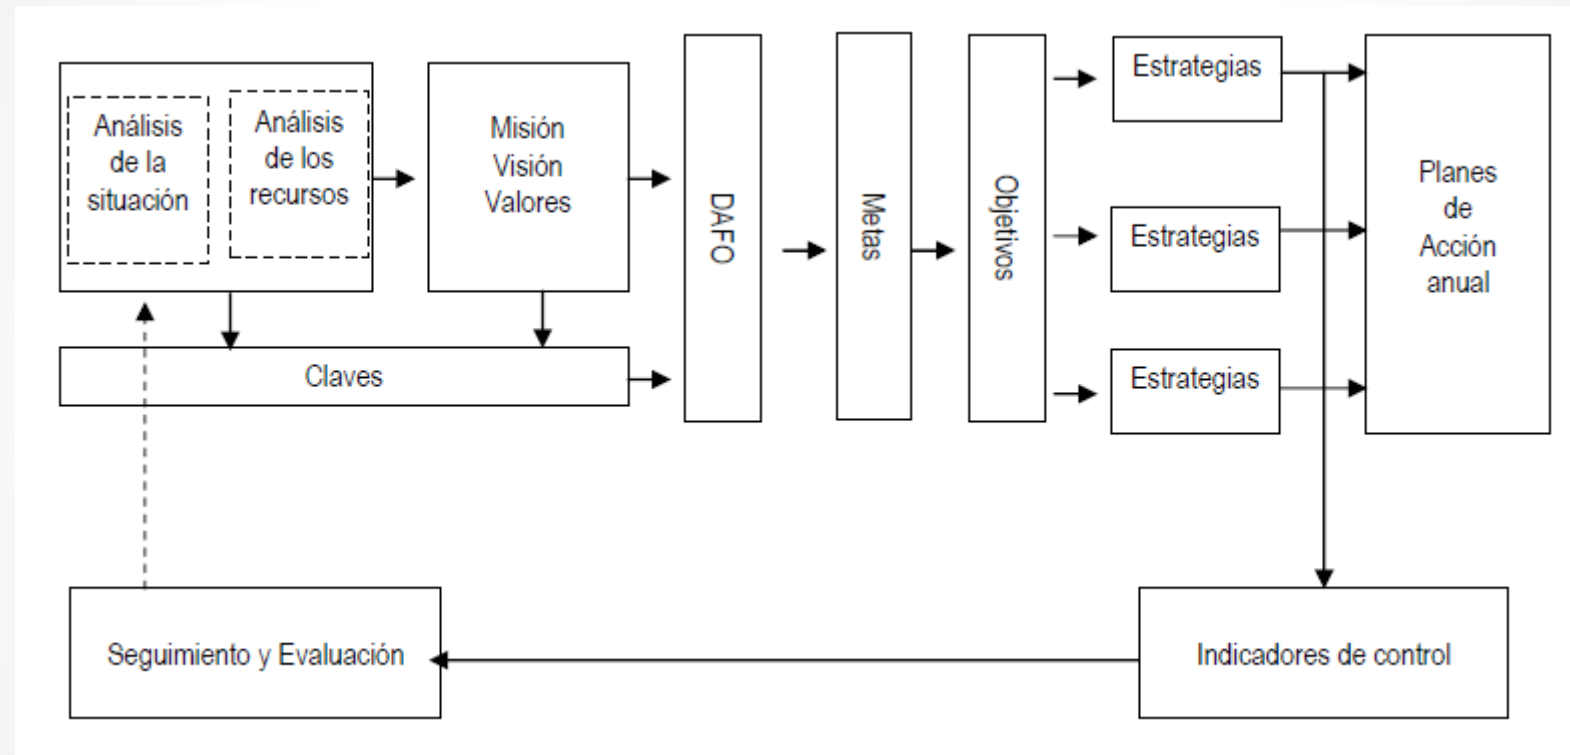 Análisis
de la
situación
Análisis
de los
recursos
Misión
Visión
Valores
Claves
DAFO
Metas
Objetivos
Estrategias
Estrategias
Estrategias
Planes
de
Acción
anual
Seguimiento y Evaluación
Indicadores de control